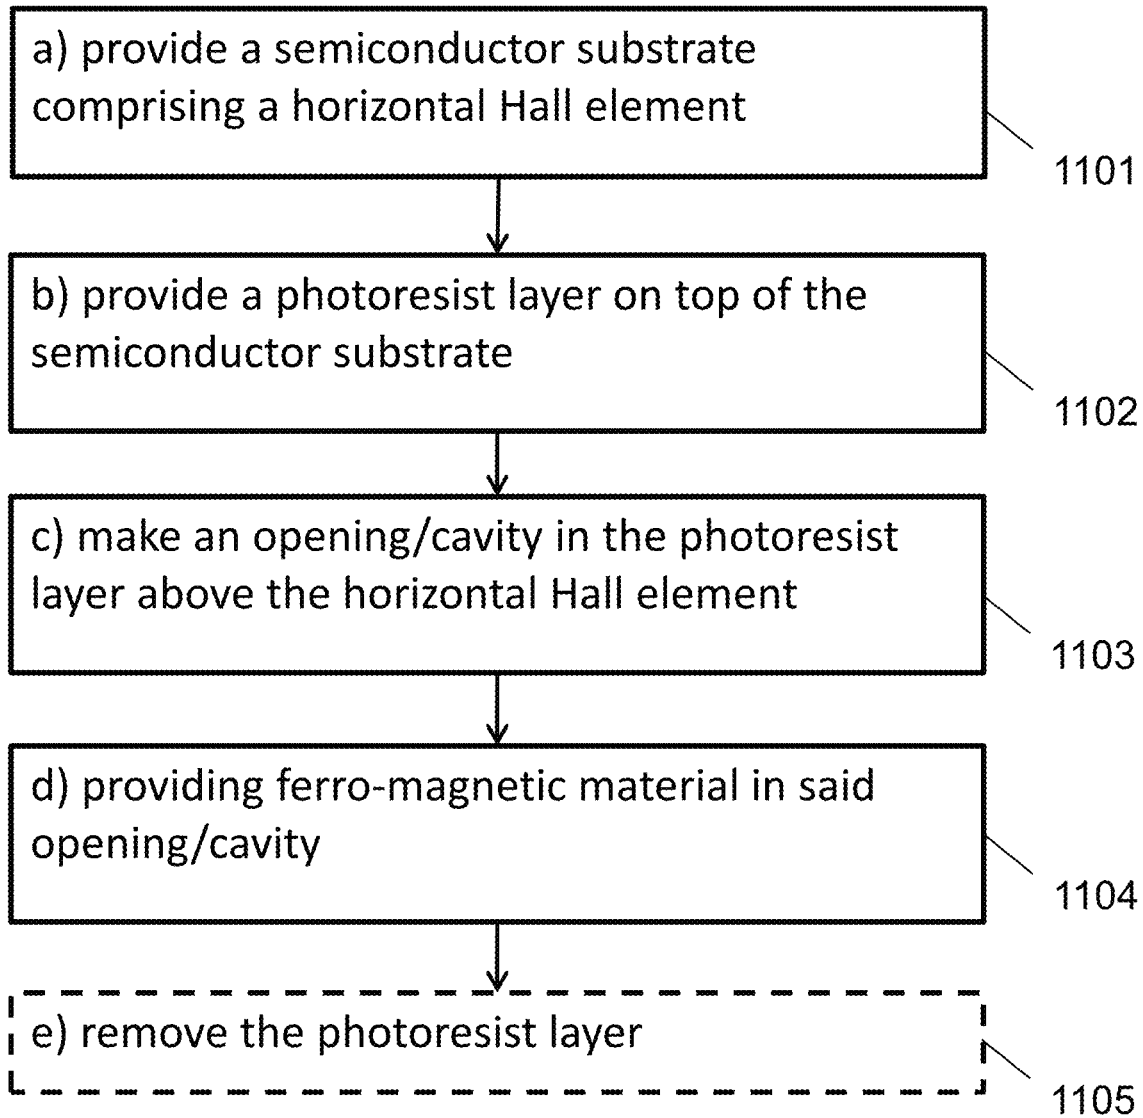 a) provide a semiconductor substrate
comprising a horizontal Hall element
1101
b) provide a photoresist layer on top of the
semiconductor substrate
1102
c) make an opening/cavity in the photoresist
layer above the horizontal Hall element
1103
d) providing ferro-magnetic material in said
opening/cavity
1104
e) remove the photoresist layer
1105